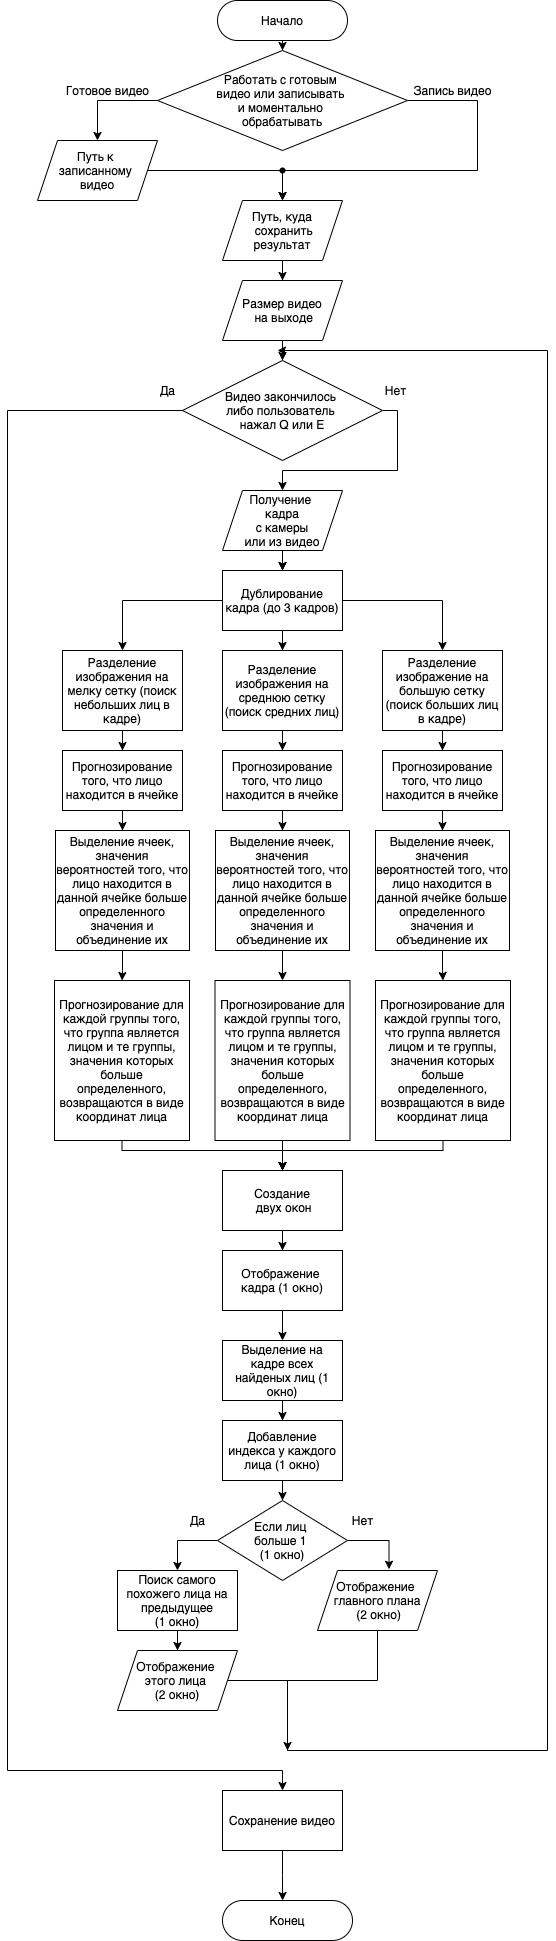 Начало
Работать с готовым
видео или записывать
и моментально
обрабатывать
Готовое видео
Запись видео
Путь к
записанному
видео
Путь, куда
сохранить
результат
Размер видео
на выходе
Да
Нет
Видео закончилось
либо пользователь
нажал Q или E
Получение
кадра
с камеры
или из видео
Дублирование
кадра (до 3 кадров)
Разделение
изображения на
мелку сетку (поиск
небольших лиц в
кадре)
Разделение
изображения на
среднюю сетку
(поиск средних лиц)
Разделение
изображение на
большую сетку
(поиск больших лиц
в кадре)
Прогнозирование
того, что лицо
находится в ячейке
Прогнозирование
того, что лицо
находится в ячейке
Прогнозирование
того, что лицо
находится в ячейке
Выделение ячеек,
значения
вероятностей того, что
лицо находится в
данной ячейке больше
определенного
значения и
объединение их
Выделение ячеек,
значения
вероятностей того, что
лицо находится в
данной ячейке больше
определенного
значения и
объединение их
Выделение ячеек,
значения
вероятностей того, что
лицо находится в
данной ячейке больше
определенного
значения и
объединение их
Прогнозирование для
каждой группы того,
что группа является
лицом и те группы,
значения которых
больше
определенного,
возвращаются в виде
координат лица
Прогнозирование для
каждой группы того,
что группа является
лицом и те группы,
значения которых
больше
определенного,
возвращаются в виде
координат лица
Прогнозирование для
каждой группы того,
что группа является
лицом и те группы,
значения которых
больше
определенного,
возвращаются в виде
координат лица
Создание
двух окон
Отображение
кадра (1 окно)
Выделение на
кадре всех
найденых лиц (1
окно)
Добавление
индекса у каждого
лица (1 окно)
Да
Нет
Если лиц
больше 1
(1 окно)
Поиск самого
похожего лица на
предыдущее
(1 окно)
Отображение
главного плана
(2 окно)
Отображение
этого лица
(2 окно)
Сохранение видео
Конец